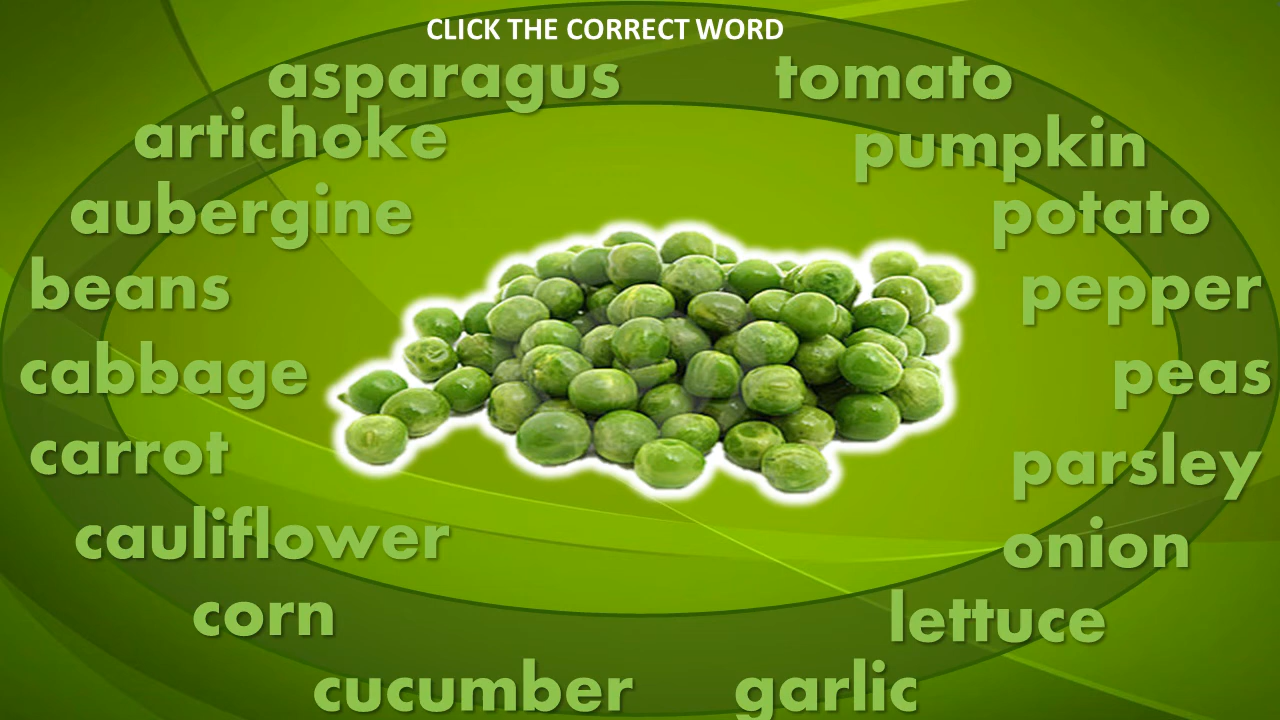 CLICK THE CORRECT WORD
asparagus
tomato
artichoke
pumpkin
aubergine
potato
beans
pepper
cabbage
peas
carrot
parsley
cauliflower
onion
corn
lettuce
cucumber
garlic